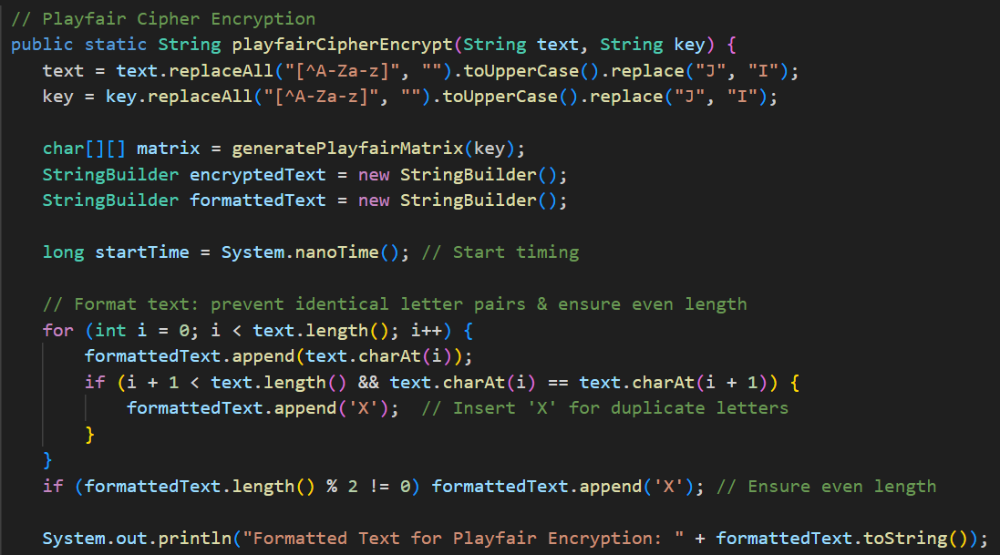 // Playfair Cipher Encryption
public static String playfairCipherEncrypt(String text, String key) {
    text = text.replaceAll("[^A-Za-z]", "").toUpperCase().replace("J", "I");
    key = key.replaceAll("[^A-Za-z]", "").toUpperCase().replace("J", "I");

    char[][] matrix = generatePlayfairMatrix(key);
    StringBuilder encryptedText = new StringBuilder();
    StringBuilder formattedText = new StringBuilder();

    long startTime = System.nanoTime(); // Start timing

    // Format text: prevent identical letter pairs & ensure even length
    for (int i = 0; i < text.length(); i++) {
        formattedText.append(text.charAt(i));
        if (i + 1 < text.length() && text.charAt(i) == text.charAt(i + 1)) {
            formattedText.append('X');  // Insert 'X' for duplicate letters
        }
    }
    if (formattedText.length() % 2 != 0) formattedText.append('X'); // Ensure even length

    System.out.println("Formatted Text for Playfair Encryption: " + formattedText.toString());